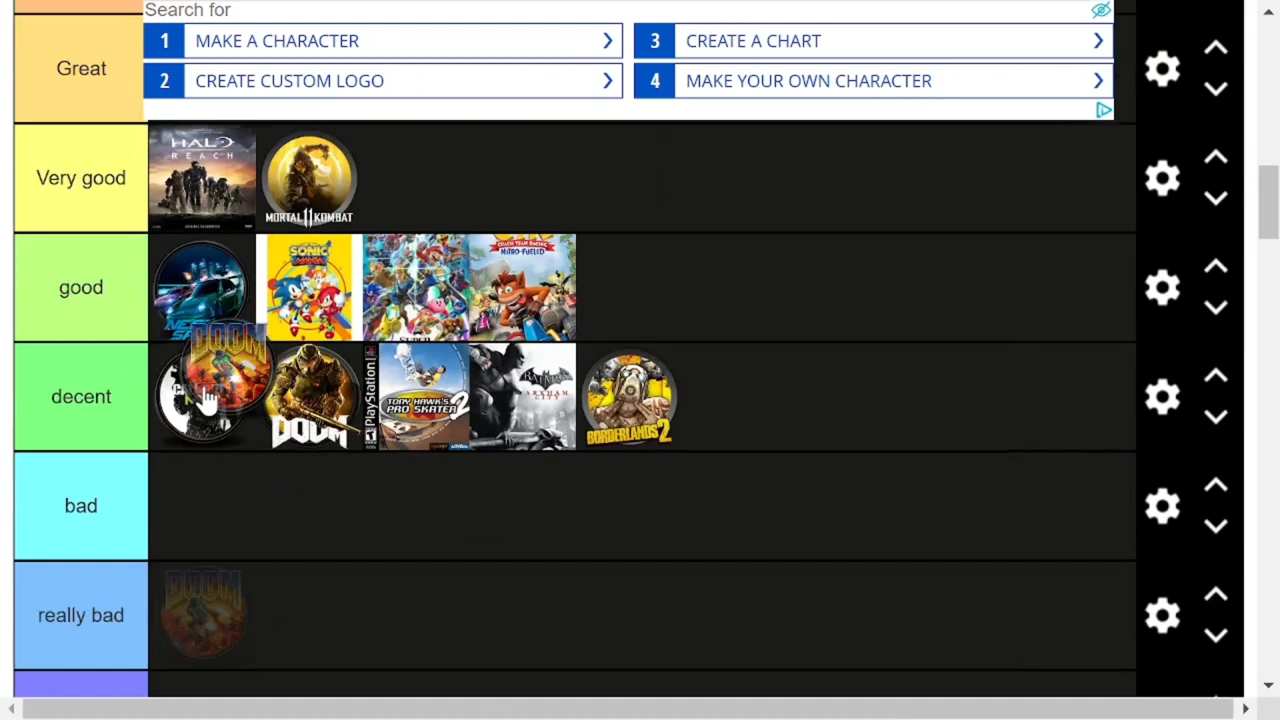 Search for
Great
1 MAKE A CHARACTER
3 CREATE A CHART
2 CREATE CUSTOM LOGO
4 MAKE YOUR OWN CHARACTER
Very good
HALO
REACH
MORTAL 11 KOMBAT
good
SONIC
MANIA
CRASH TEAM RACING
NITRO-FUELED
decent
DOOM
DOOM
PlayStation
TONY HAWK'S
PRO SKATER 2
BATMAN
ARKHAM
CITY
BORDERLANDS 2
bad
really bad
DOOM